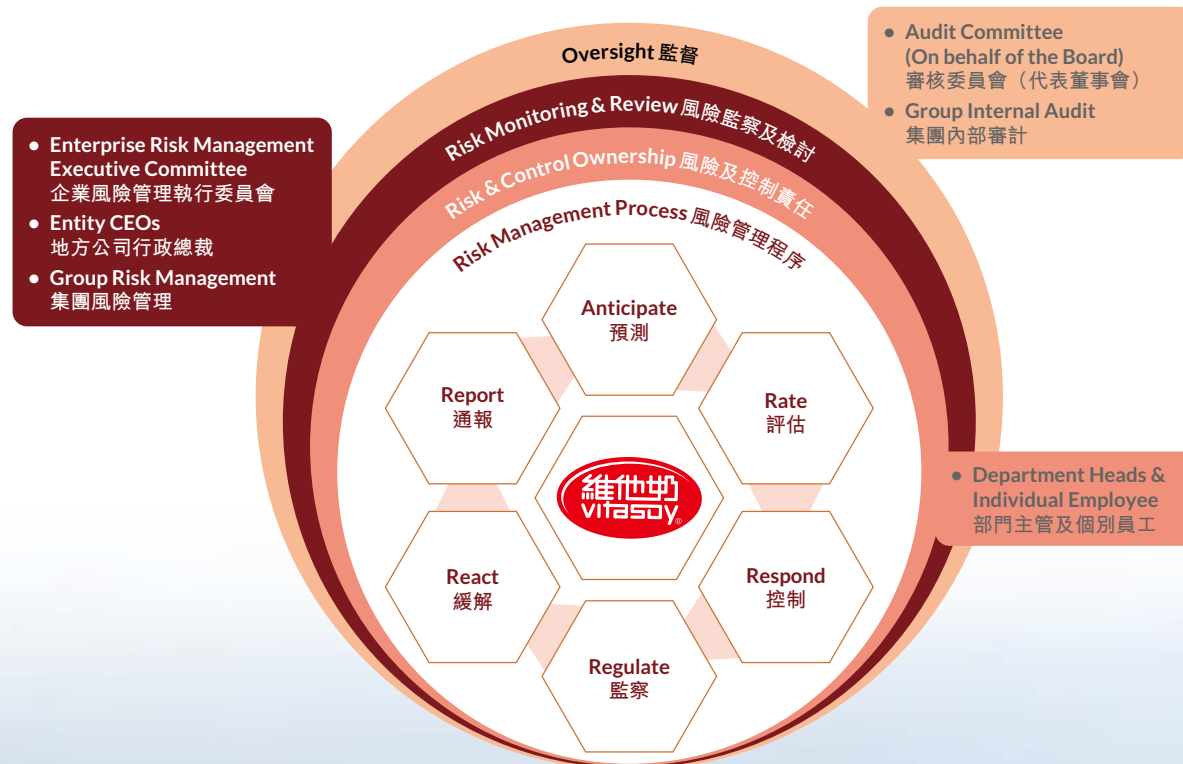 Oversight 監督
Risk Monitoring & Review 風險監察及檢討
Risk & Control Ownership 風險及控制責任
Risk Management Process 風險管理程序
● Audit Committee
(On behalf of the Board)
審核委員會（代表董事會）
● Group Internal Audit
集團內部審計
● Enterprise Risk Management
Executive Committee
企業風險管理執行委員會
● Entity CEOs
地方公司行政總裁
● Group Risk Management
集團風險管理
● Department Heads &
Individual Employee
部門主管及個別員工
Anticipate
預測
Rate
評估
Respond
控制
Regulate
監察
React
緩解
Report
通報
維他奶
vitasoy®